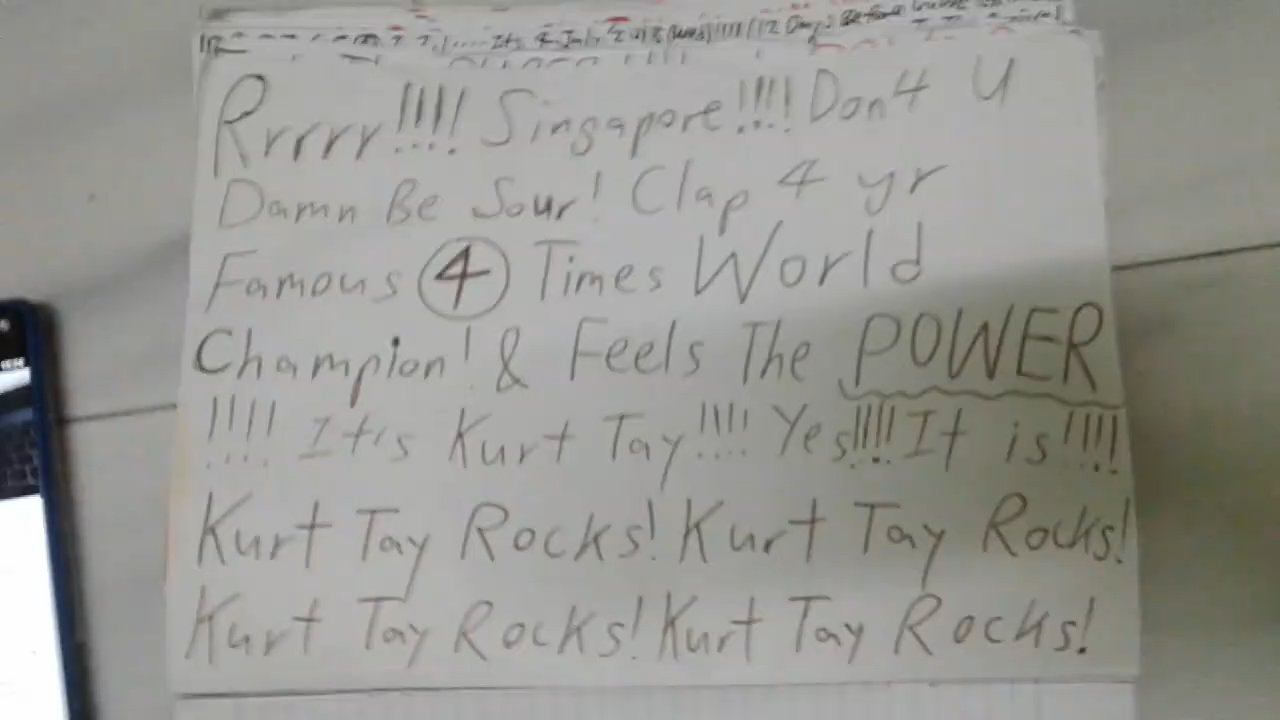 Rrrrr!!!! Singapore!!!! Don4 U
Damn Be Sour! Clap 4 yr
Famous 4 Times World
Champion! & Feels The POWER
!!!! It's Kurt Tay!!!! Yes!!!! It is!!!!
Kurt Tay Rocks! Kurt Tay Rocks!
Kurt Tay Rocks! Kurt Tay Rocks!